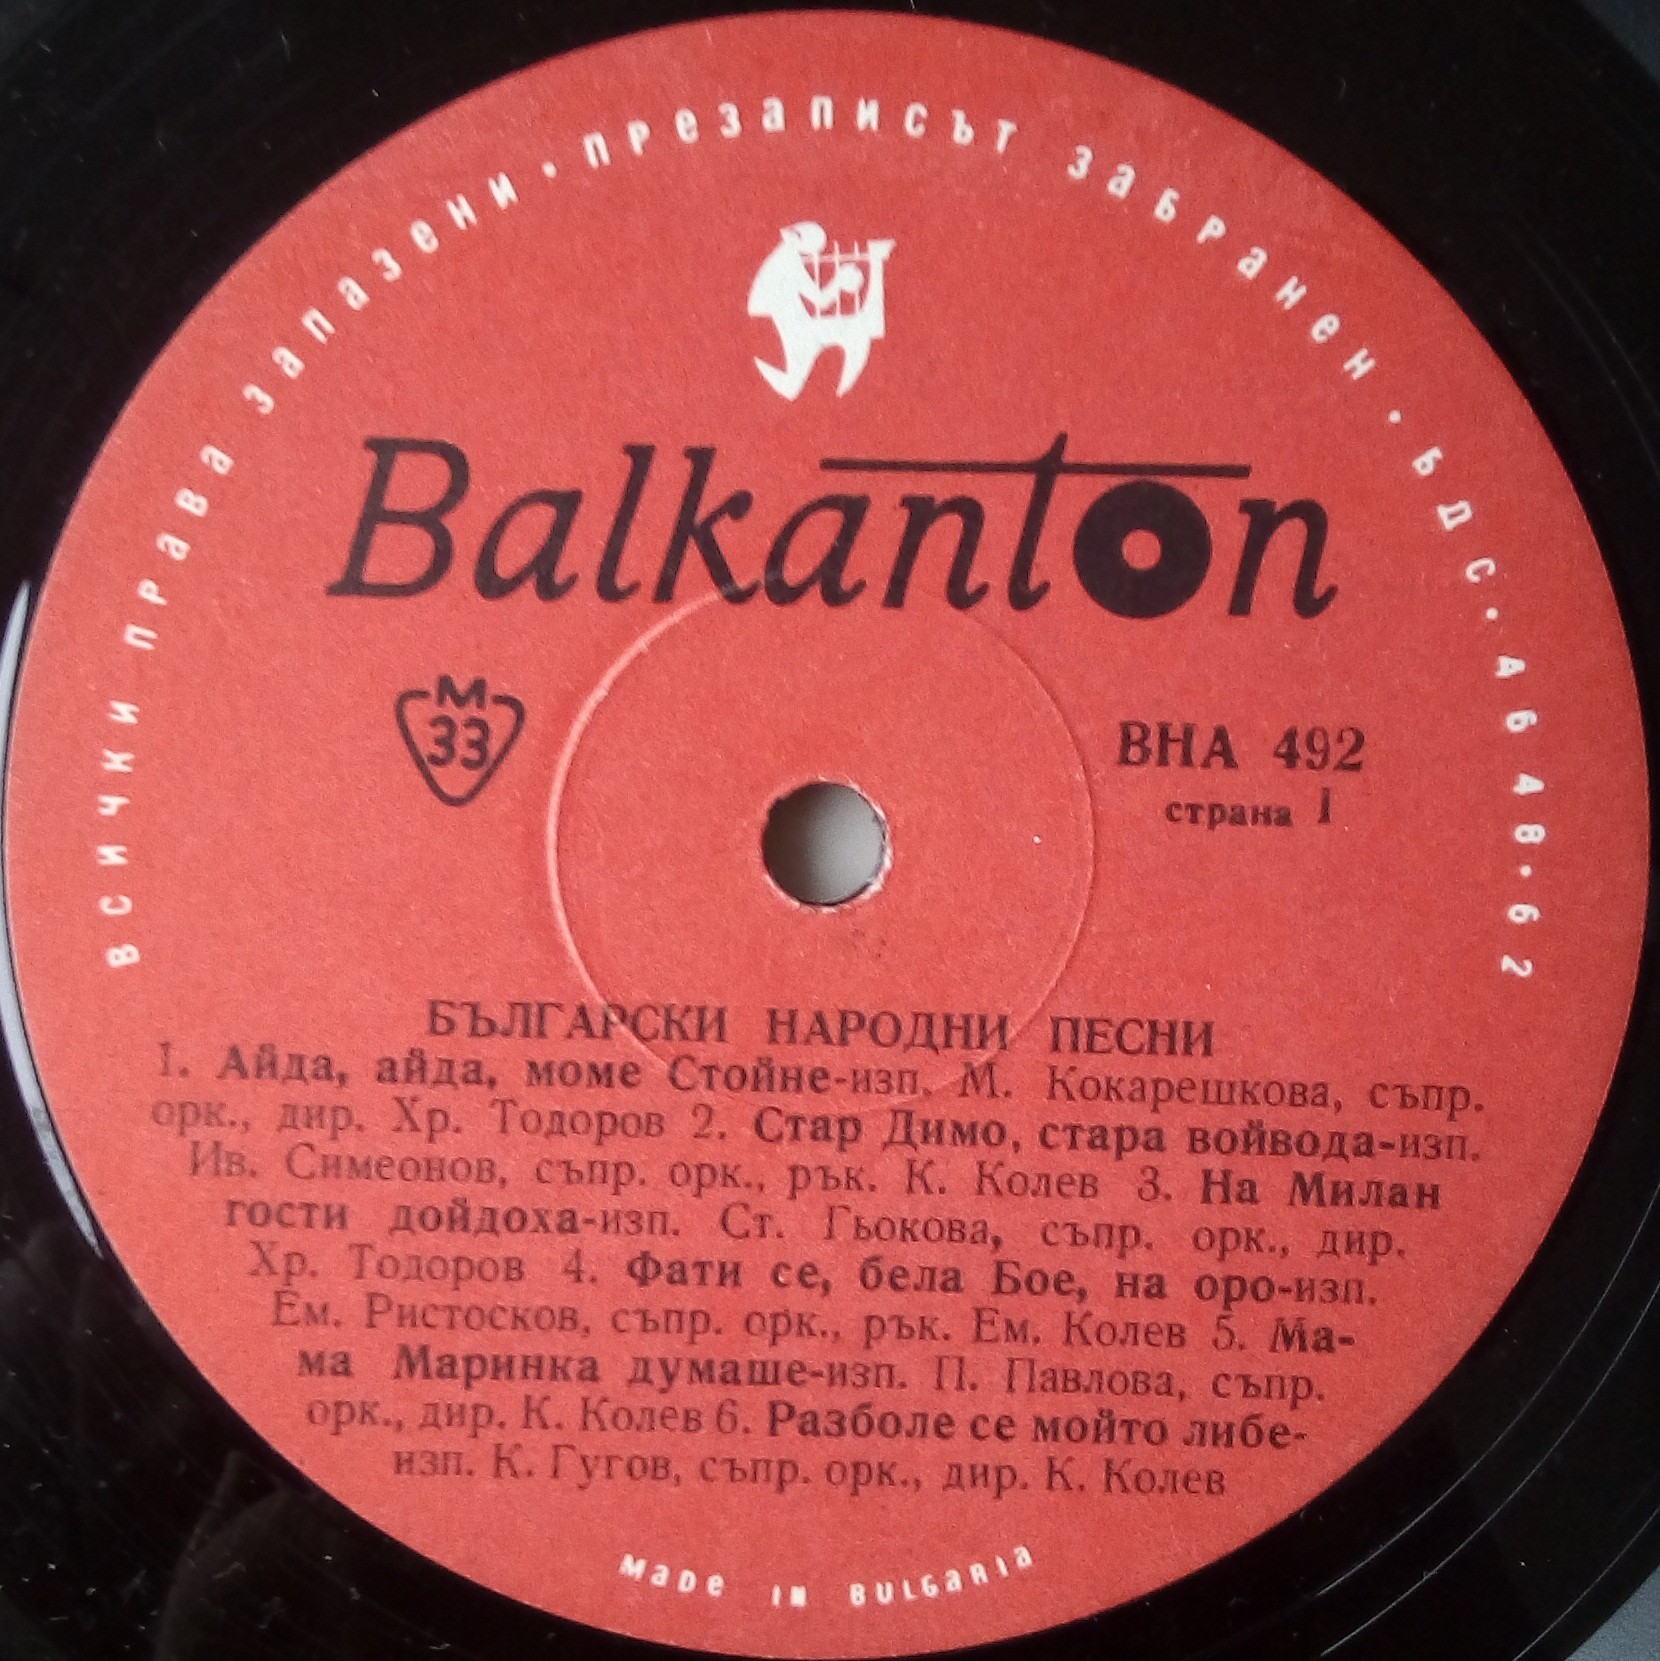 всички права запазени · презаписът забранен · БДС · 4648 · 62
Balkanton
М
33
ВНА 492
страна I
БЪЛГАРСКИ НАРОДНИ ПЕСНИ
1. Айда, айда, моме Стойне-изп. М. Кокарешкова, съпр.
орк., дир. Хр. Тодоров 2. Стар Димо, стара войвода-изп.
Ив. Симеонов, съпр. орк., рък. К. Колев 3. На Милан
гости дойдоха-изп. Ст. Гьокова, съпр. орк., дир.
Хр. Тодоров 4. Фати се, бела Бое, на оро-изп.
Ем. Ристосков, съпр. орк., рък. Ем. Колев 5. Ма-
ма Маринка думаше-изп. П. Павлова, съпр.
орк., дир. К. Колев 6. Разболе се мойто либе-
изп. К. Гугов, съпр. орк., дир. К. Колев
made in Bulgaria